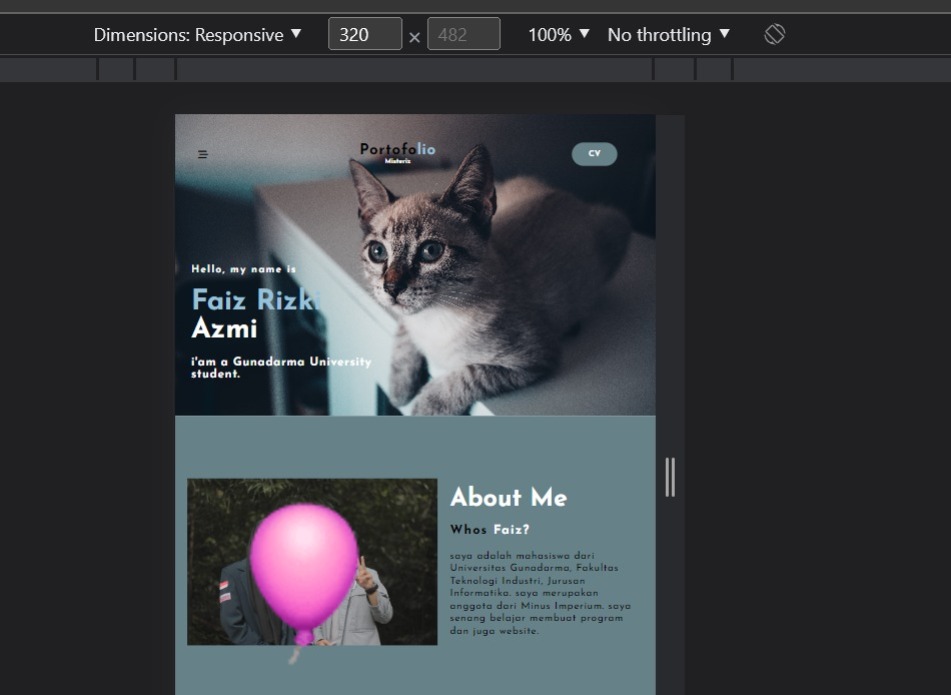 Dimensions: Responsive ▼ 320 × 482 100% ▼ No throttling ▼
Portofolio
Misteriz
CV
Hello, my name is
Faiz Rizki
Azmi
i'am a Gunadarma University
student.
About Me
Whos Faiz?
saya adalah mahasiswa dari
Universitas Gunadarma, Fakultas
Teknologi Industri, Jurusan
Informatika. saya merupakan
anggota dari Minus Imperium. saya
senang belajar membuat program
dan juga website.